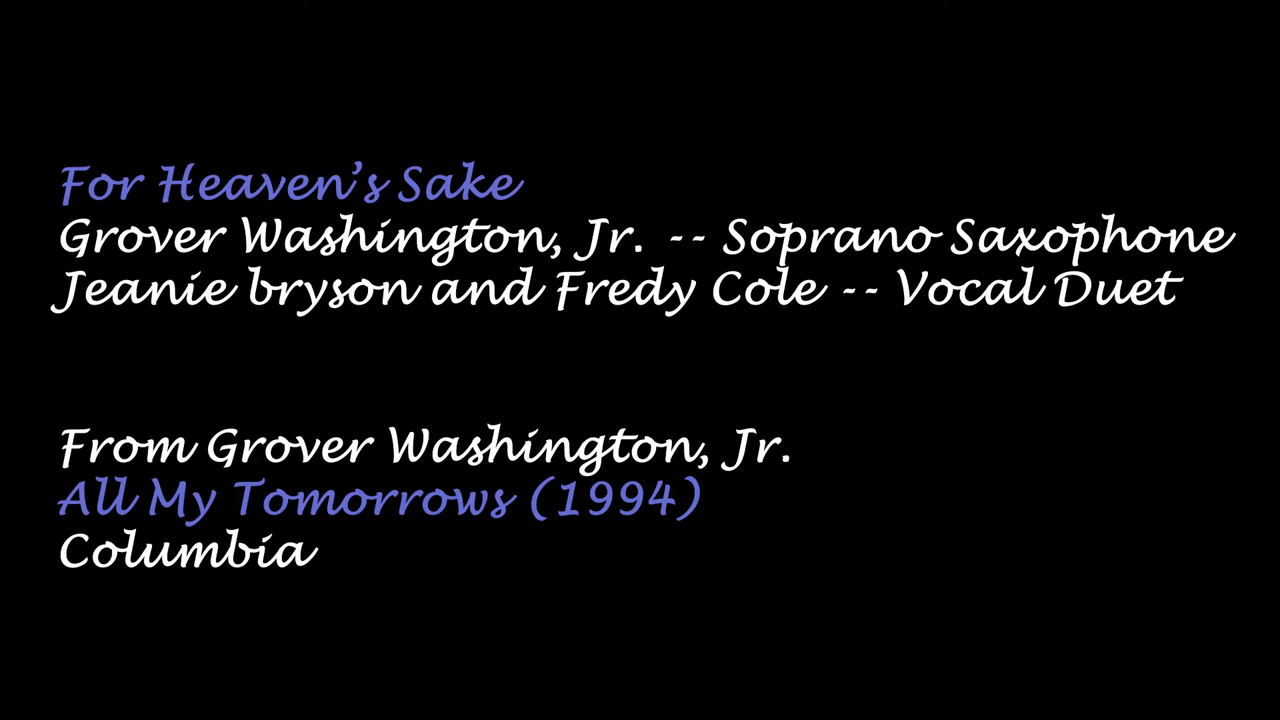 For Heaven’s Sake
Grover Washington, Jr. -- Soprano Saxophone
Jeanie bryson and Fredy Cole -- Vocal Duet
From Grover Washington, Jr.
All My Tomorrows (1994)
Columbia